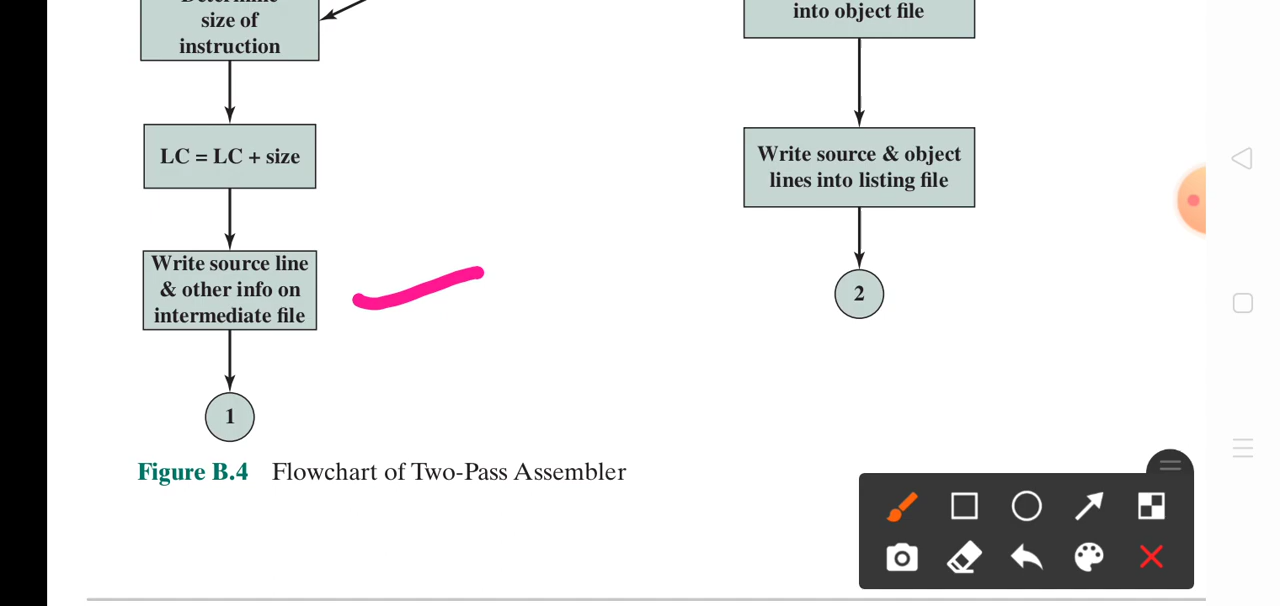 size of
instruction
LC = LC + size
Write source line
& other info on
intermediate file
1
into object file
Write source & object
lines into listing file
2
Figure B.4 Flowchart of Two-Pass Assembler